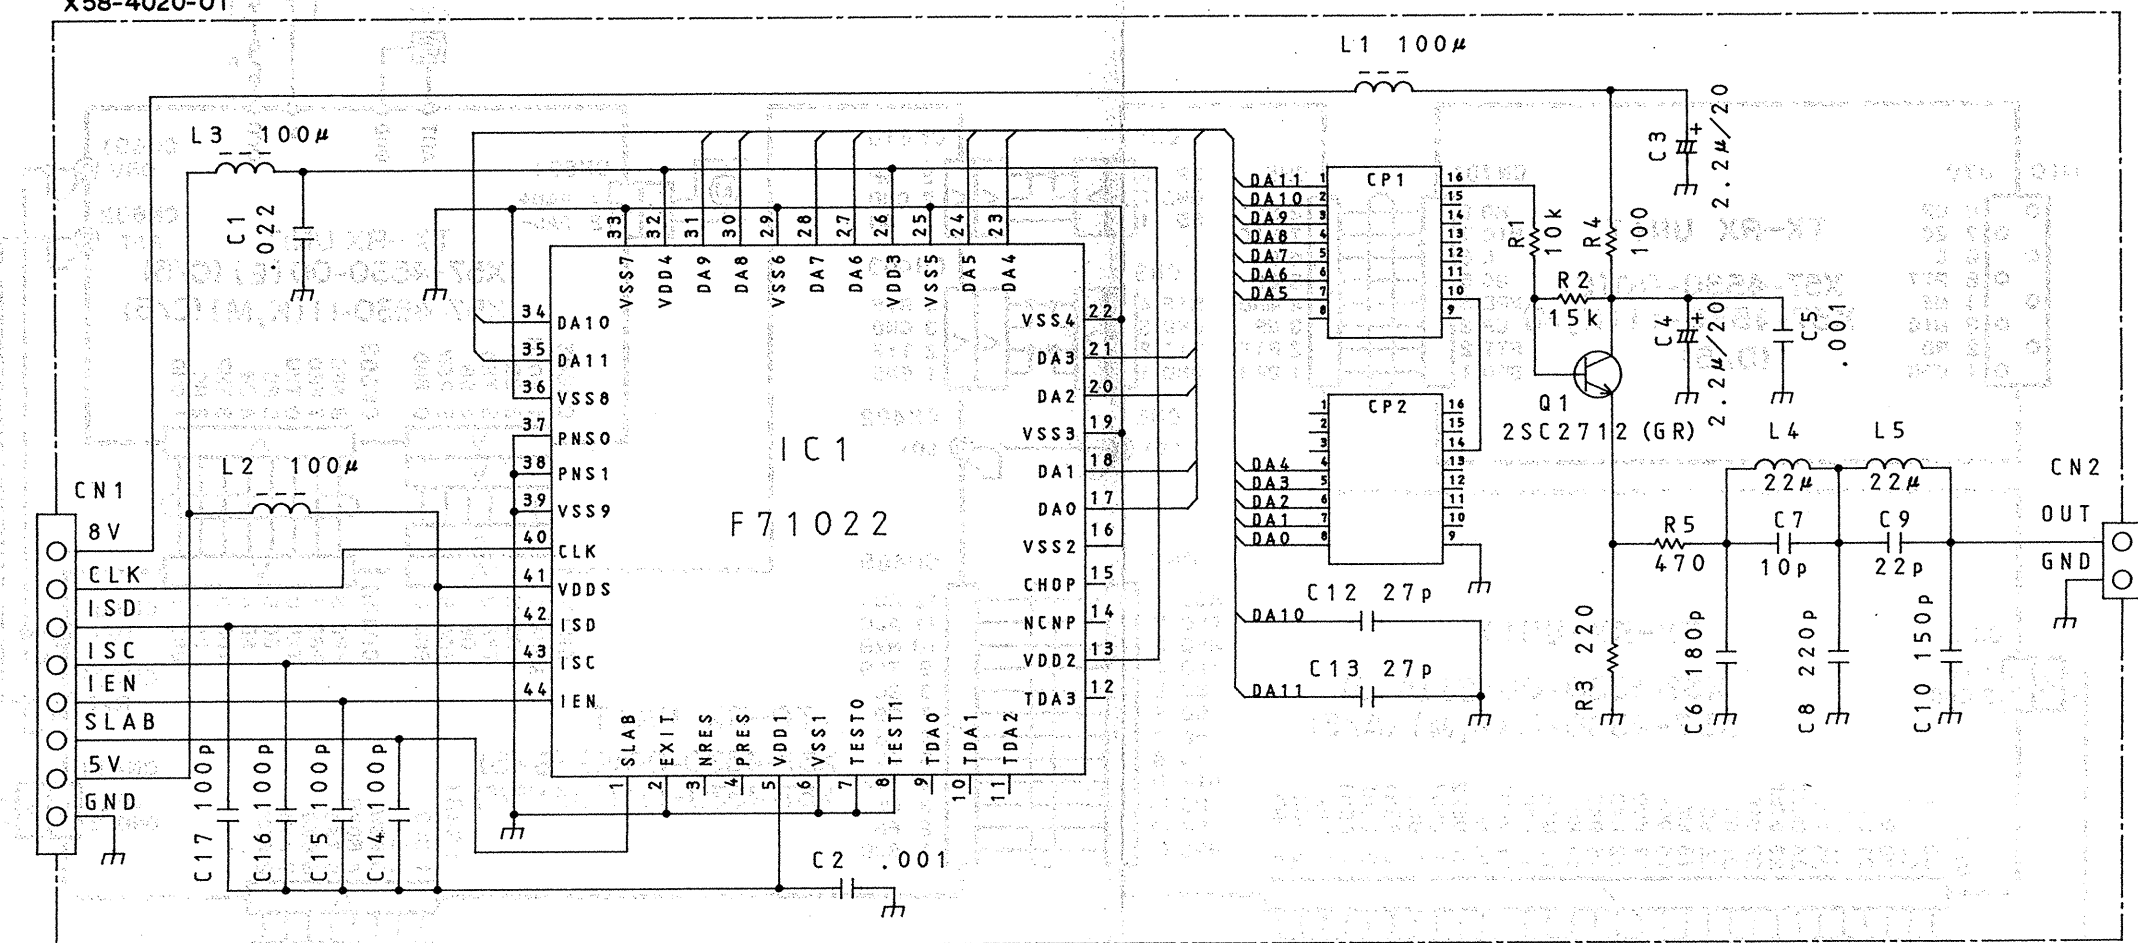 X58-4020-01
L1 100μ
L3 100μ
C1 .022
C3 2.2μ/20
R1 10k
R4 100
R2
15k
C4 2.2μ/20
C5 .001
Q1
2SC2712(GR)
CP1
DA11 1
DA10 2
DA9 3
DA8 4
DA7 5
DA6 6
DA5 7
8
16
15
14
13
12
11
10
9
CP2
1
2
3
DA4 4
DA3 5
DA2 6
DA1 7
DA0 8
16
15
14
13
12
11
10
9
33 VSS7
32 VDD4
31 DA9
30 DA8
29 VSS6
28 DA7
27 DA6
26 VDD3
25 VSS5
24 DA5
23 DA4
34 DA10
35 DA11
36 VSS8
37 PNS0
38 PNS1
39 VSS9
40 CLK
41 VDDS
42 ISD
43 ISC
44 IEN
IC1
F71022
VSS4 22
DA3 21
DA2 20
VSS3 19
DA1 18
DA0 17
VSS2 16
CHOP 15
NCNP 14
VDD2 13
TDA3 12
SLAB 1
EXIT 2
NRES 3
PRES 4
VDD1 5
VSS1 6
TEST0 7
TEST1 8
TDA0 9
TDA1 10
TDA2 11
L2 100μ
CN1
8V
CLK
ISD
ISC
IEN
SLAB
5V
GND
C17 100p
C16 100p
C15 100p
C14 100p
C2 .001
C12 27p
DA10
C13 27p
DA11
R3 220
R5
470
L4
22μ
L5
22μ
C7
10p
C9
22p
C6 180p
C8 220p
C10 150p
CN2
OUT
GND